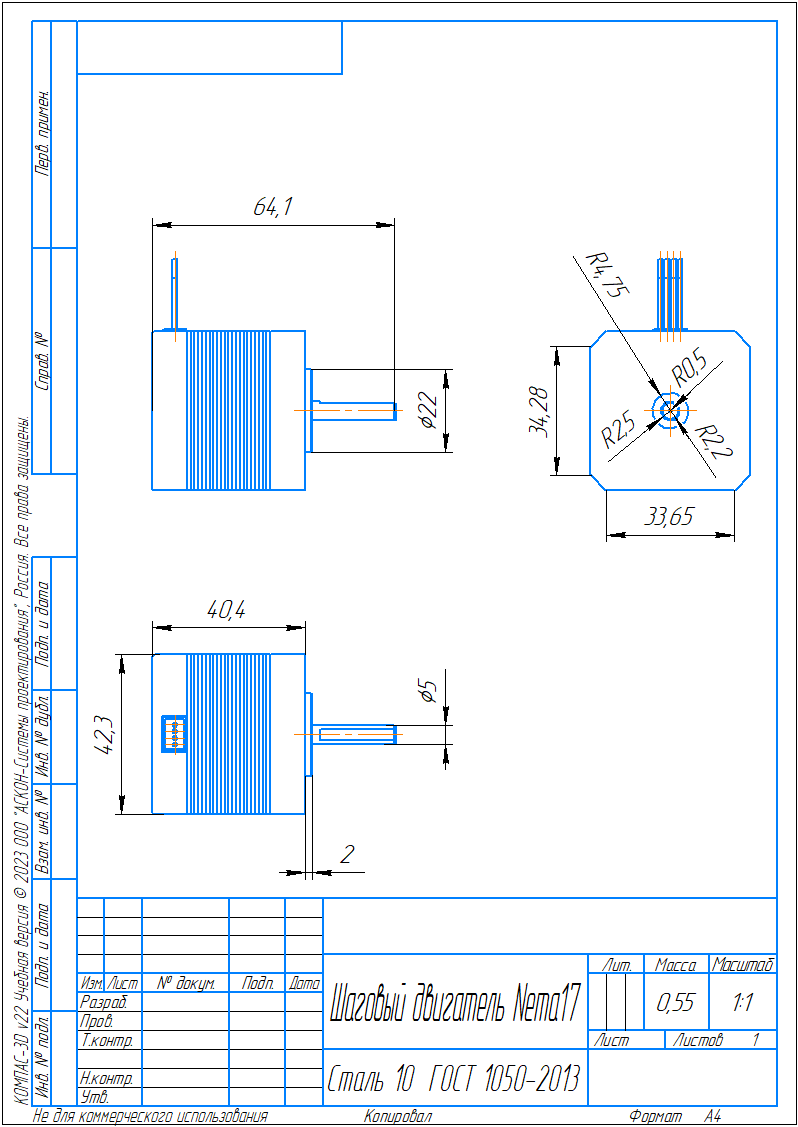 Перв. примен.
Справ. №
64,1
⌀22
R4,75
R0,5
R2,5
R2,2
34,28
33,65
40,4
42,3
⌀5
2
Подп. и дата
Инв. № дубл.
Взам. инв. №
Подп. и дата
Инв. № подл.
КОМПАС-3D v22 Учебная версия © 2023 ООО "АСКОН-Системы проектирования", Россия. Все права защищены.
Изм. Лист № докум. Подп. Дата
Разраб.
Пров.
Т.контр.
Н.контр.
Утв.
Шаговый двигатель Nema17
Сталь 10 ГОСТ 1050-2013
Лит. Масса Масштаб
0,55 1:1
Лист Листов 1
Не для коммерческого использования Копировал Формат А4